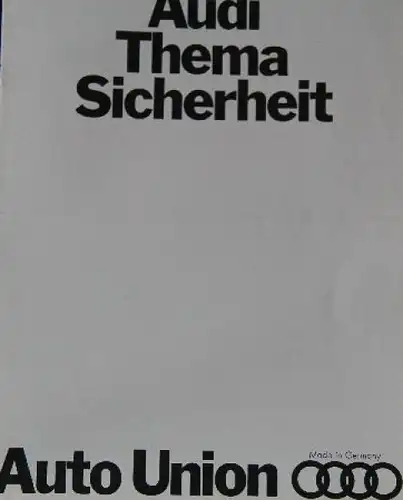 Audi
Thema
Sicherheit
Made in Germany
Auto Union